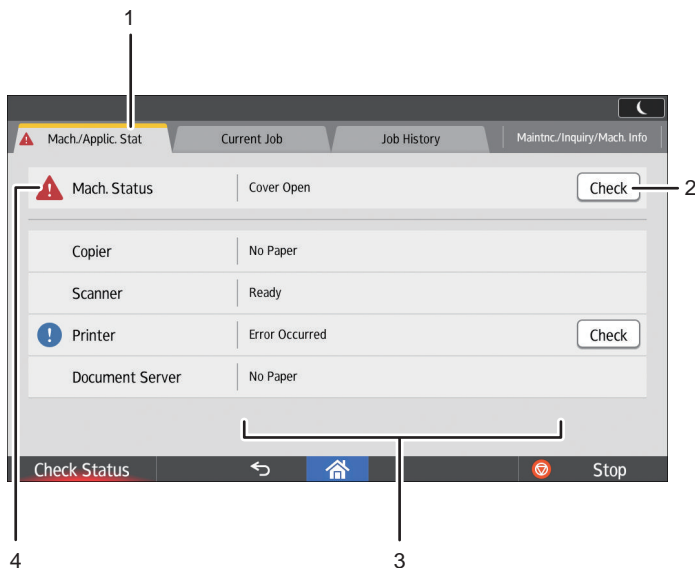 1
Mach./Applic. Stat Current Job Job History Maintnc./Inquiry/Mach. Info
Mach. Status Cover Open Check 2
Copier No Paper
Scanner Ready
Printer Error Occurred Check
Document Server No Paper
Check Status Stop
4 3